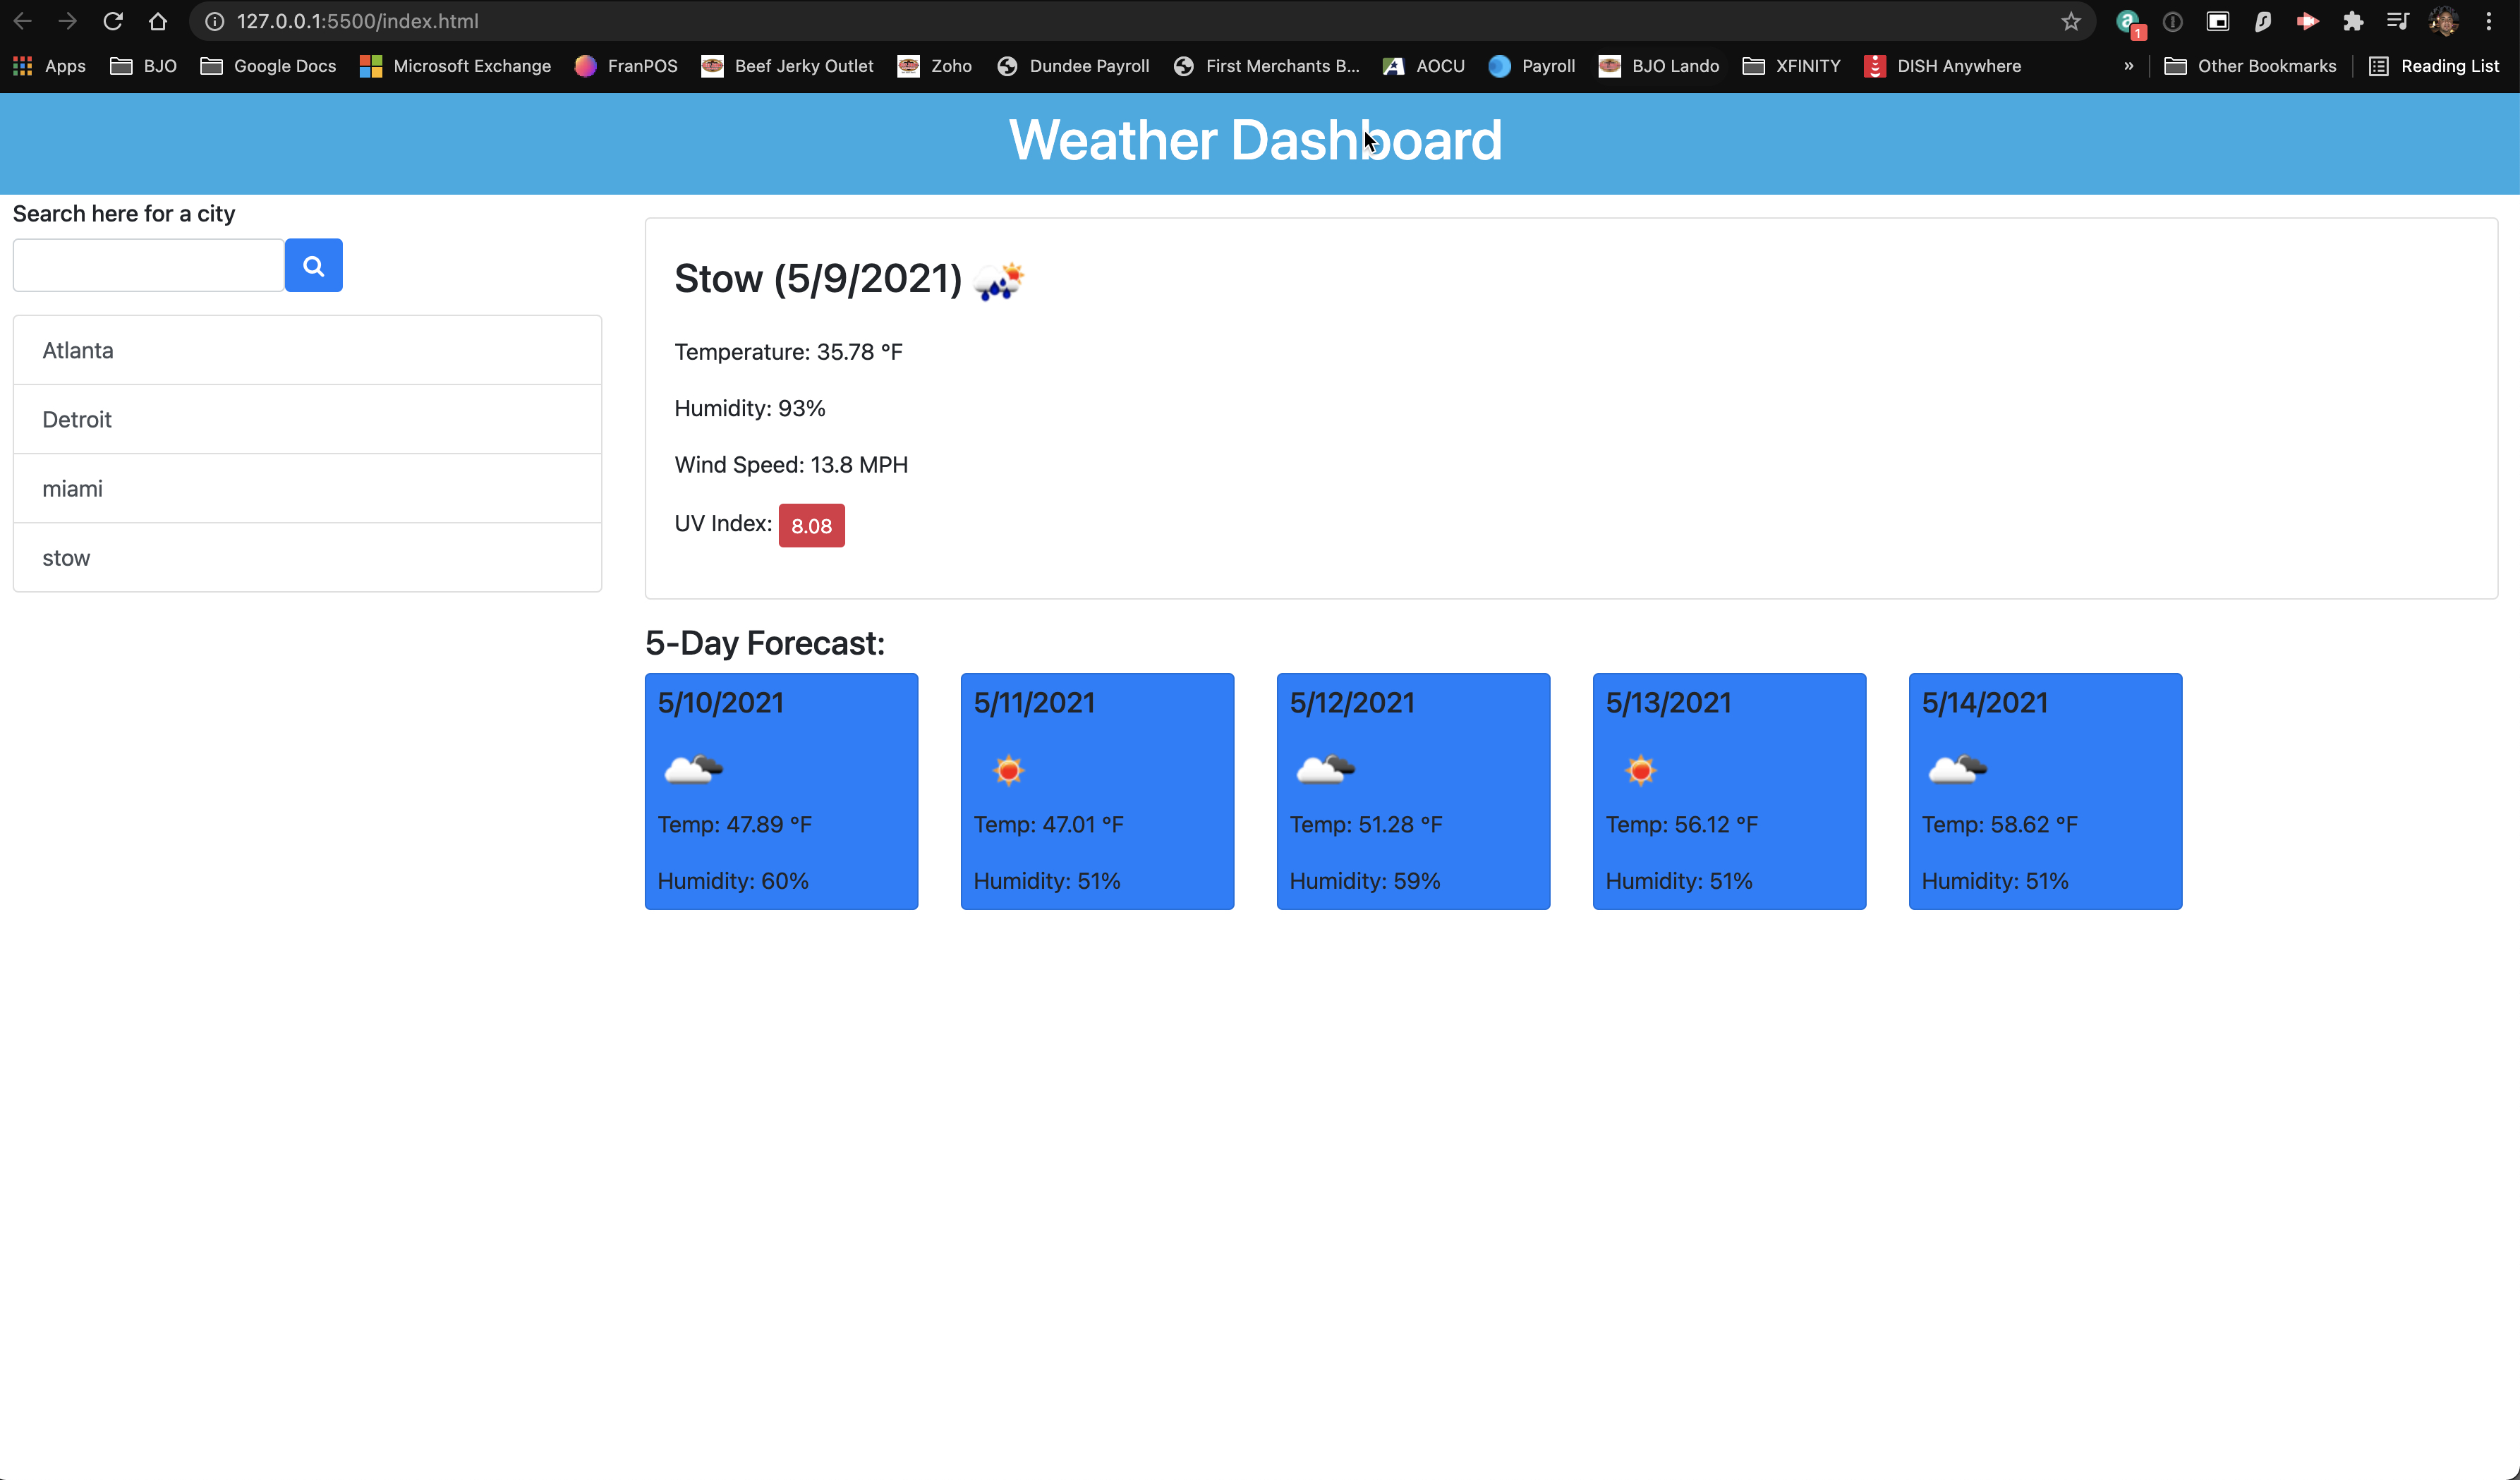 127.0.0.1:5500/index.html
1
Apps BJO Google Docs Microsoft Exchange FranPOS Beef Jerky Outlet Zoho Dundee Payroll First Merchants B... AOCU Payroll BJO Lando XFINITY DISH Anywhere » Other Bookmarks Reading List
Weather Dashboard
Search here for a city
Atlanta
Detroit
miami
stow
Stow (5/9/2021)
Temperature: 35.78 °F
Humidity: 93%
Wind Speed: 13.8 MPH
UV Index: 8.08
5-Day Forecast:
5/10/2021
Temp: 47.89 °F
Humidity: 60%
5/11/2021
Temp: 47.01 °F
Humidity: 51%
5/12/2021
Temp: 51.28 °F
Humidity: 59%
5/13/2021
Temp: 56.12 °F
Humidity: 51%
5/14/2021
Temp: 58.62 °F
Humidity: 51%